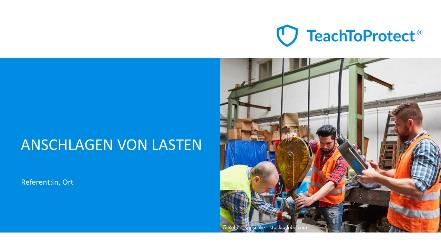 TeachToProtect®
ANSCHLAGEN VON LASTEN
Referent:in, Ort